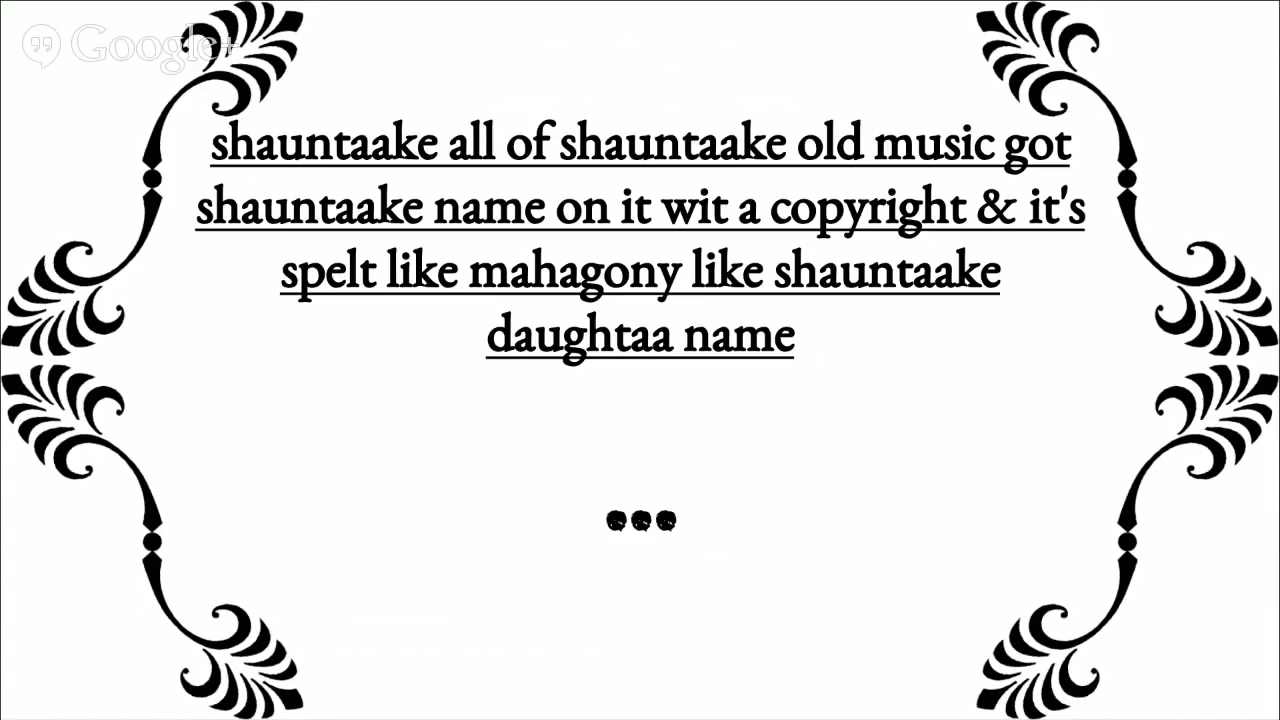 Google+
shauntaake all of shauntaake old music got
shauntaake name on it wit a copyright & it's
spelt like mahagony like shauntaake
daughtaa name
...